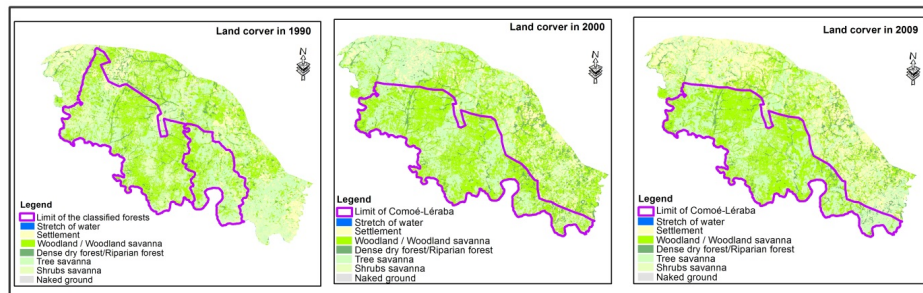 Land corver in 1990
N
Legend
Limit of the classified forests
Stretch of water
Settlement
Woodland / Woodland savanna
Dense dry forest/Riparian forest
Tree savanna
Shrubs savanna
Naked ground
Land corver in 2000
N
Legend
Limit of Comoé-Léraba
Stretch of water
Settlement
Woodland / Woodland savanna
Dense dry forest/Riparian forest
Tree savanna
Shrubs savanna
Naked ground
Land corver in 2009
N
Legend
Limit of Comoé-Léraba
Stretch of water
Settlement
Woodland / Woodland savanna
Dense dry forest/Riparian forest
Tree savanna
Shrubs savanna
Naked ground